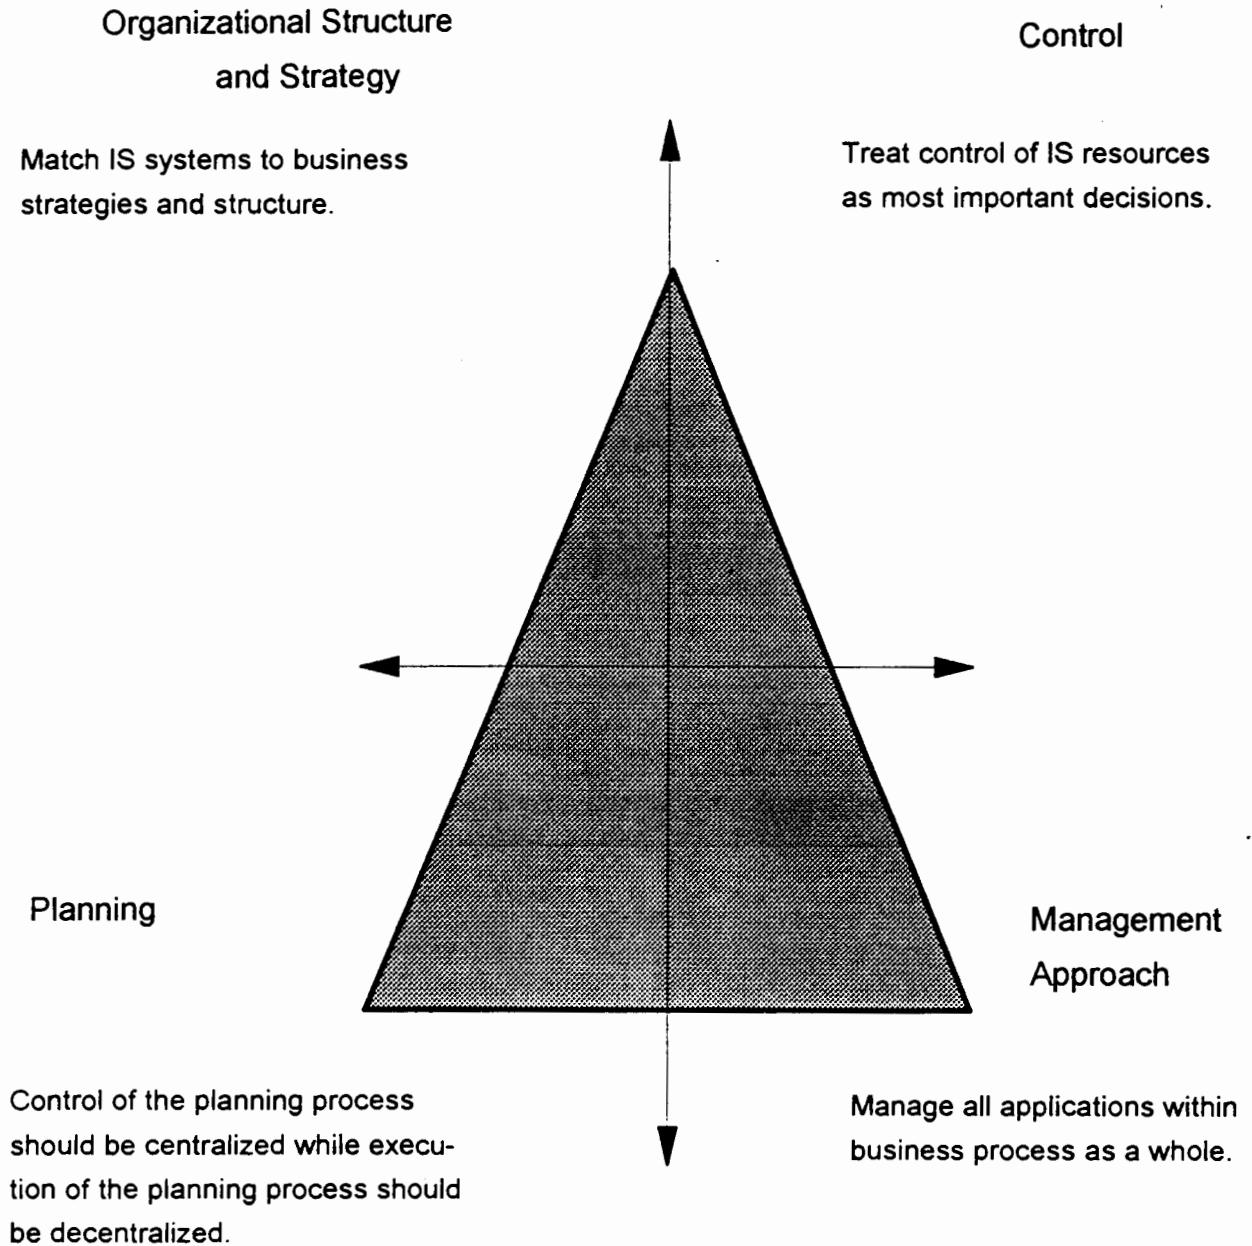 Organizational Structure
and Strategy
Match IS systems to business
strategies and structure.
Control
Treat control of IS resources
as most important decisions.
Planning
Control of the planning process
should be centralized while execu-
tion of the planning process should
be decentralized.
Management
Approach
Manage all applications within
business process as a whole.